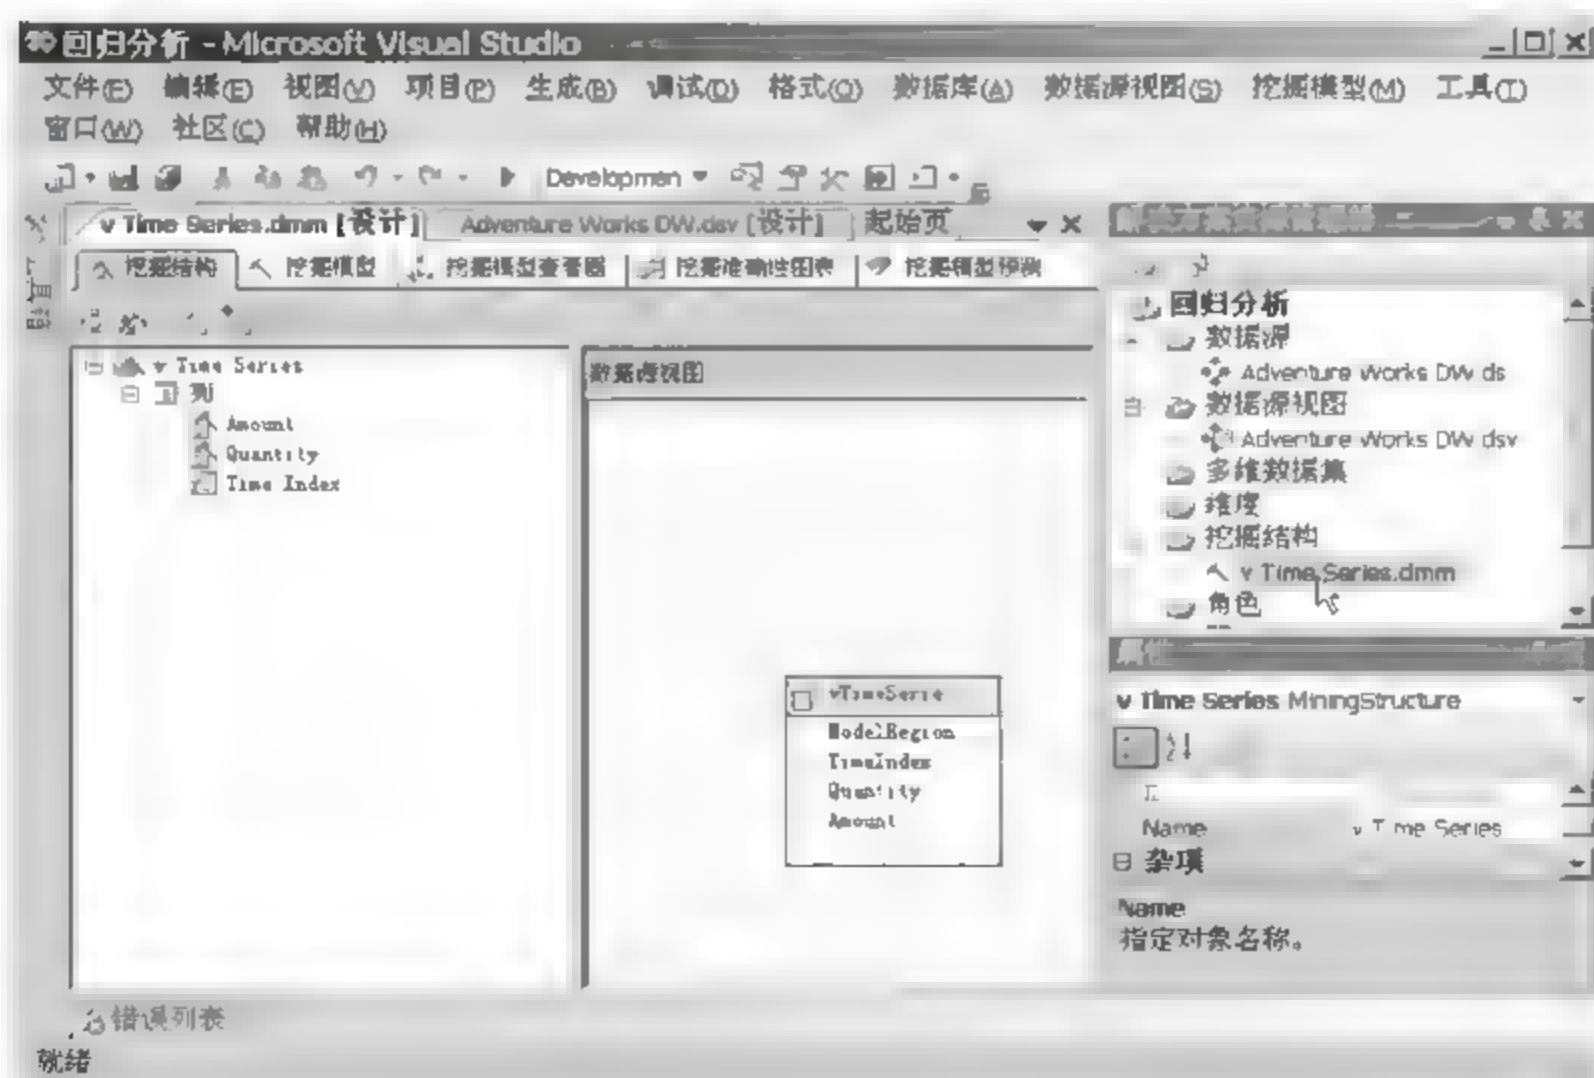 回归分析 - Microsoft Visual Studio
文件(E) 编辑(E) 视图(V) 项目(P) 生成(B) 调试(D) 格式(O) 数据库(A) 数据源视图(S) 挖掘模型(M) 工具(T)
窗口(W) 社区(C) 帮助(H)
Developmen
v Time Series.dmm [设计] Adventure Works DW.dsv [设计] 起始页
挖掘结构 挖掘模型 挖掘模型查看器 挖掘准确性图表 挖掘模型预测
v Time Series
列
Amount
Quantity
Time Index
数据源视图
vTimeSerie
ModelRegion
TimeIndex
Quantity
Amount
回归分析
数据源
Adventure Works DW ds
数据源视图
Adventure Works DW dsv
多维数据集
维度
挖掘结构
v Time Series.dmm
角色
属性
v Time Series MiningStructure
Name v Time Series
杂项
Name
指定对象名称。
错误列表
就绪